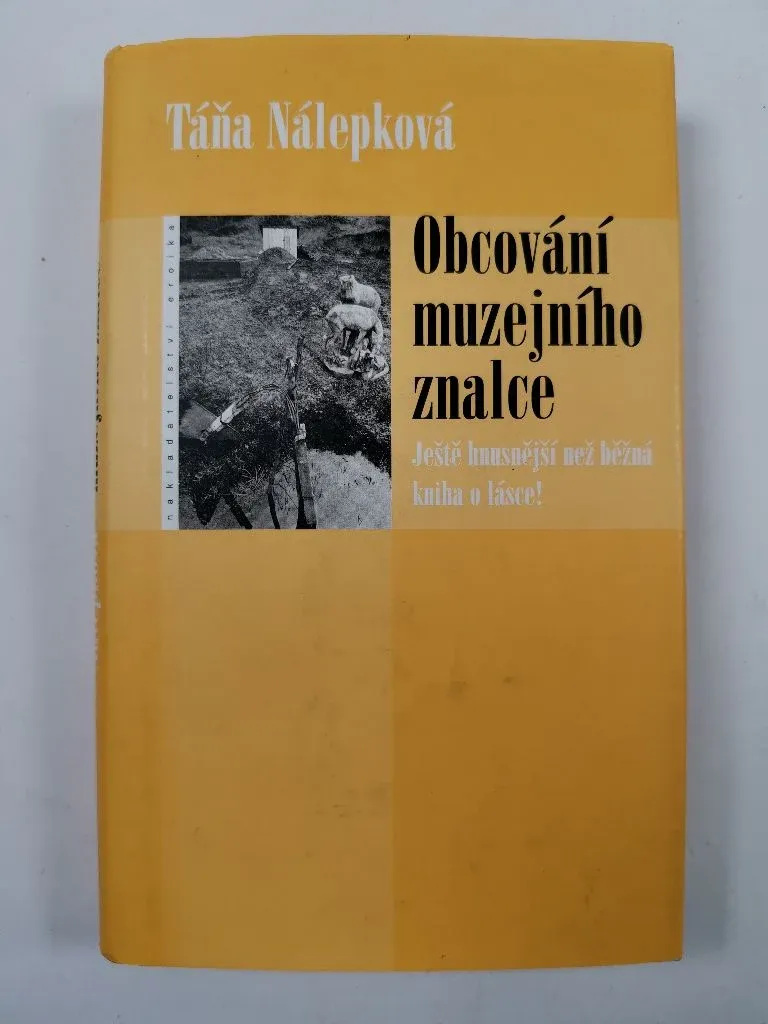 Táňa Nálepková
Obcování
muzejního
znalce
Ještě hnusnější než běžná
kniha o lásce!
nakladatelství eroika